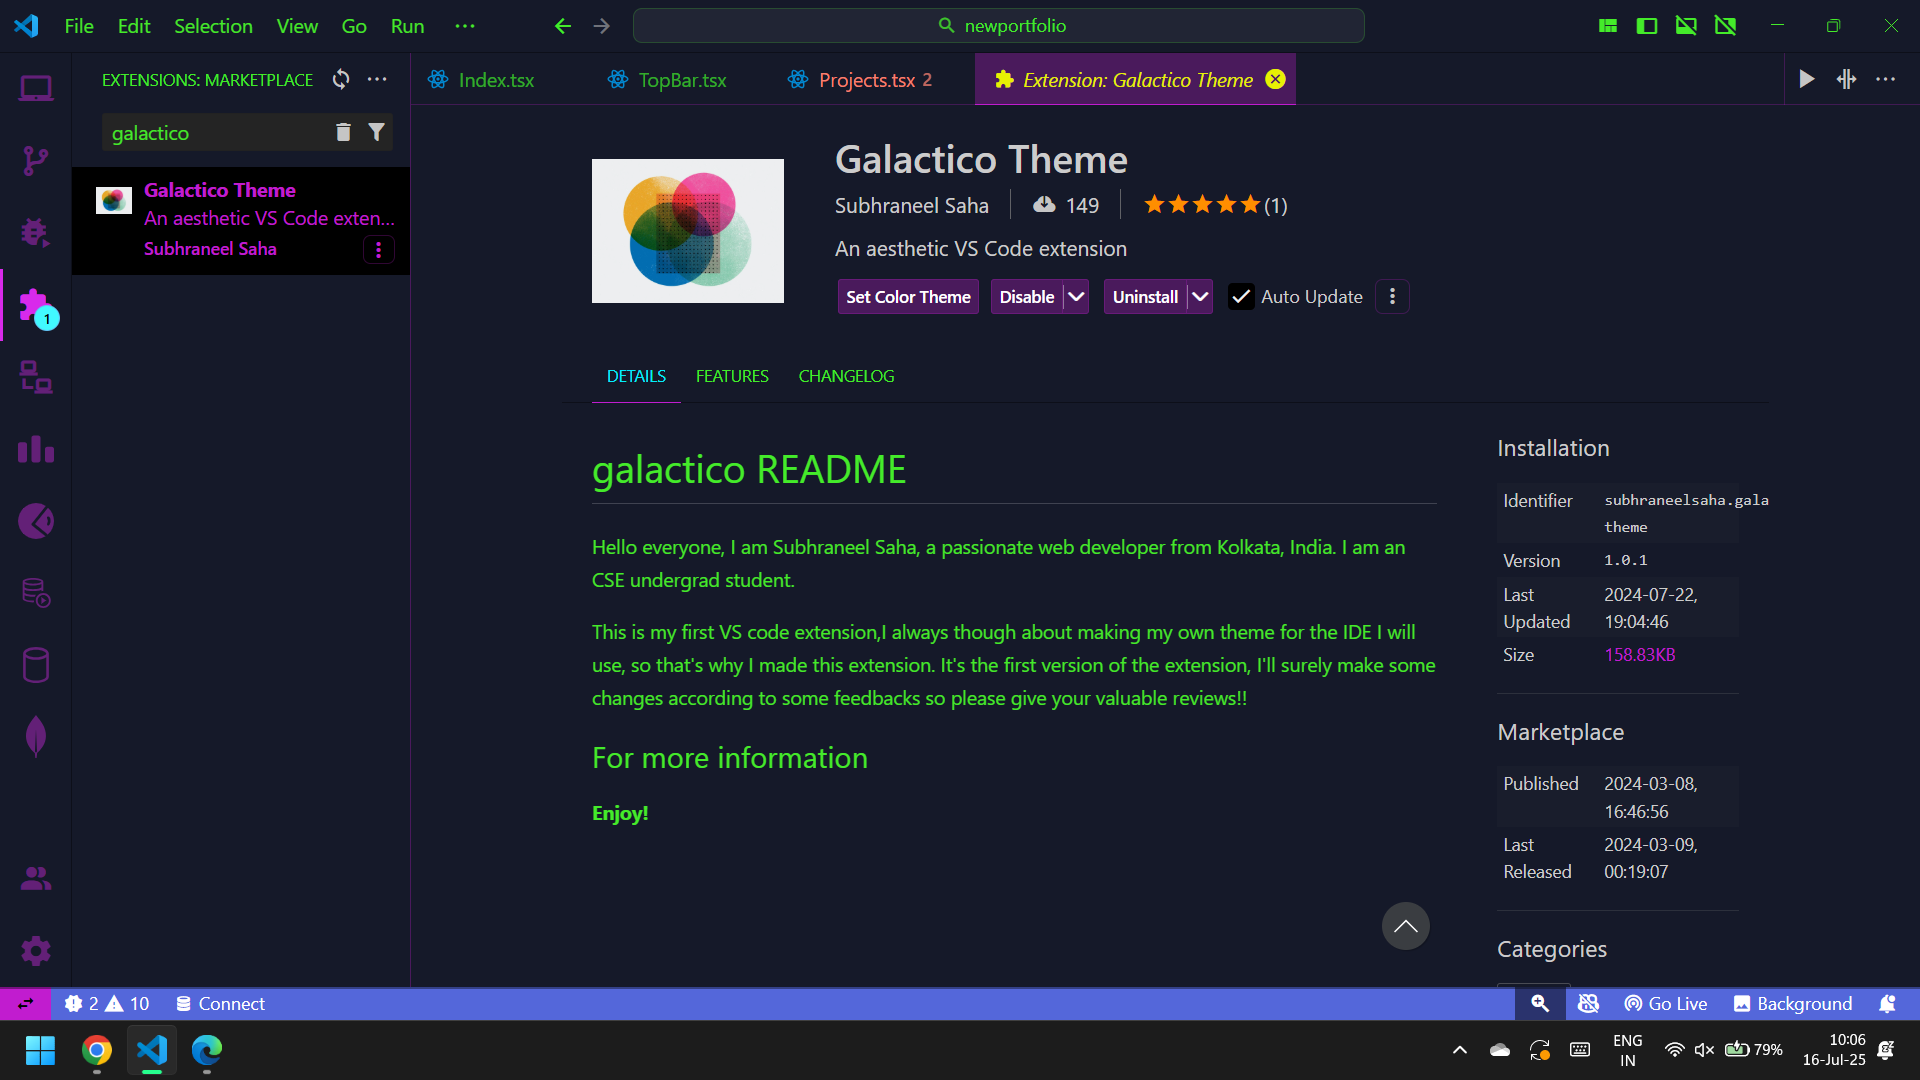 File Edit Selection View Go Run ···
newportfolio
EXTENSIONS: MARKETPLACE
Index.tsx
TopBar.tsx
Projects.tsx 2
Extension: Galactico Theme
galactico
Galactico Theme
An aesthetic VS Code exten...
Subhraneel Saha
1
Galactico Theme
Subhraneel Saha
149
(1)
An aesthetic VS Code extension
Set Color Theme
Disable
Uninstall
Auto Update
DETAILS
FEATURES
CHANGELOG
galactico README
Hello everyone, I am Subhraneel Saha, a passionate web developer from Kolkata, India. I am an
CSE undergrad student.
This is my first VS code extension,I always though about making my own theme for the IDE I will
use, so that's why I made this extension. It's the first version of the extension, I'll surely make some
changes according to some feedbacks so please give your valuable reviews!!
For more information
Enjoy!
Installation
Identifier
subhraneelsaha.gala
theme
Version
1.0.1
Last
Updated
2024-07-22,
19:04:46
Size
158.83KB
Marketplace
Published
2024-03-08,
16:46:56
Last
Released
2024-03-09,
00:19:07
Categories
2
10
Connect
Go Live
Background
ENG
IN
79%
10:06
16-Jul-25